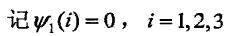 记 ψ₁(i) = 0 ， i = 1, 2, 3